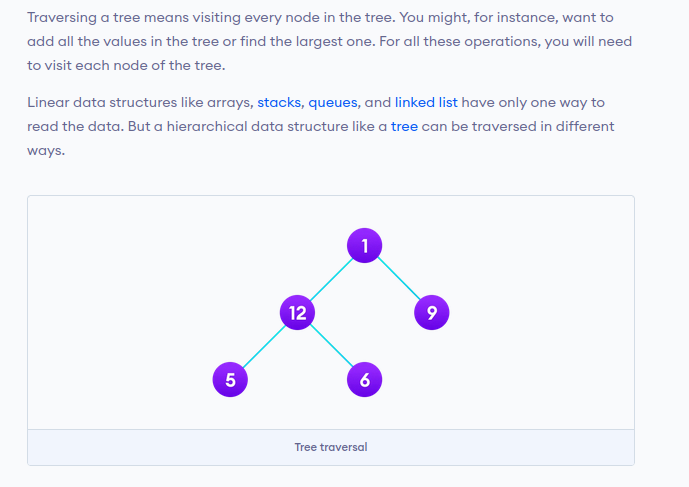 Traversing a tree means visiting every node in the tree. You might, for instance, want to
add all the values in the tree or find the largest one. For all these operations, you will need
to visit each node of the tree.
Linear data structures like arrays, stacks, queues, and linked list have only one way to
read the data. But a hierarchical data structure like a tree can be traversed in different
ways.
1
12 9
5 6
Tree traversal